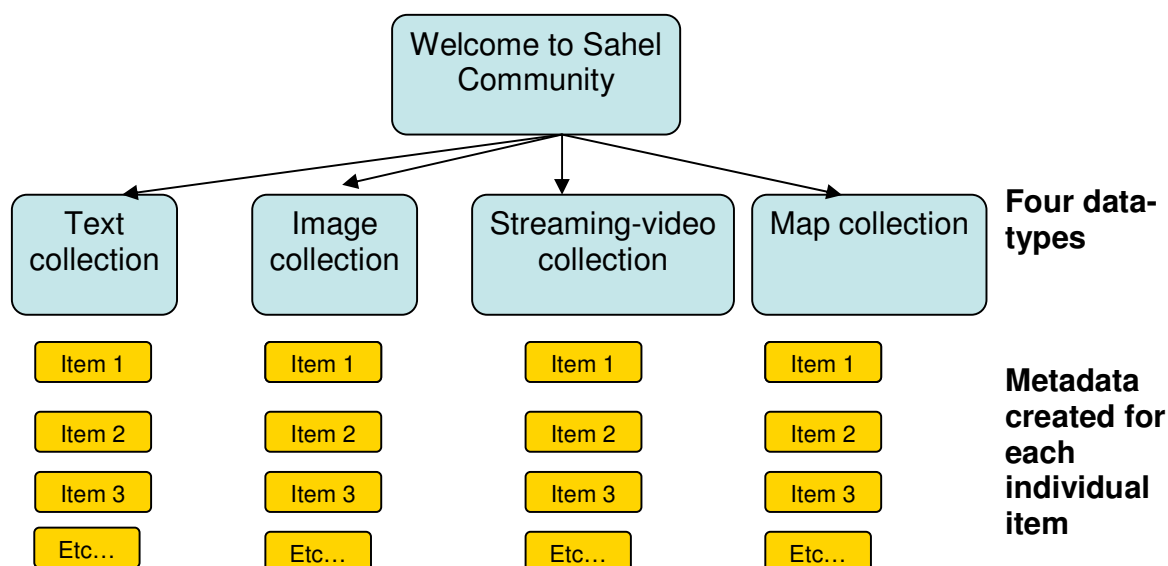 Welcome to Sahel
Community
Text
collection
Image
collection
Streaming-video
collection
Map collection
Four data-
types
Item 1
Item 1
Item 1
Item 1
Item 2
Item 2
Item 2
Item 2
Item 3
Item 3
Item 3
Item 3
Etc…
Etc…
Etc…
Etc…
Metadata
created for
each
individual
item